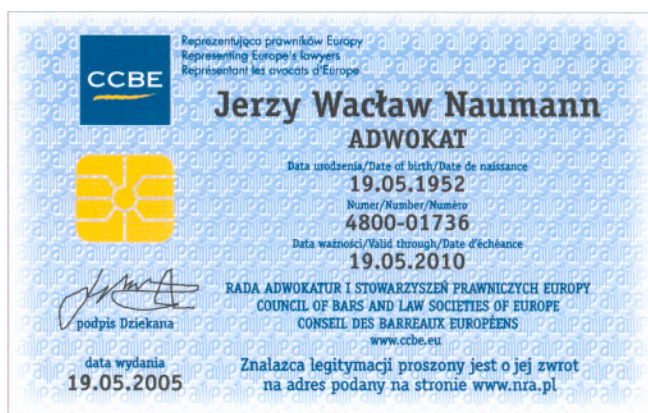 Reprezentująca prawników Europy
Representing Europe's lawyers
Représentant les avocats d'Europe
CCBE
Jerzy Wacław Naumann
ADWOKAT
Data urodzenia/Date of birth/Date de naissance
19.05.1952
Numer/Number/Numéro
4800-01736
Data ważności/Valid through/Date d'échéance
19.05.2010
RADA ADWOKATUR I STOWARZYSZEŃ PRAWNICZYCH EUROPY
COUNCIL OF BARS AND LAW SOCIETIES OF EUROPE
CONSEIL DES BARREAUX EUROPÉENS
www.ccbe.eu
podpis Dziekana
data wydania
19.05.2005
Znalazca legitymacji proszony jest o jej zwrot
na adres podany na stronie www.nra.pl